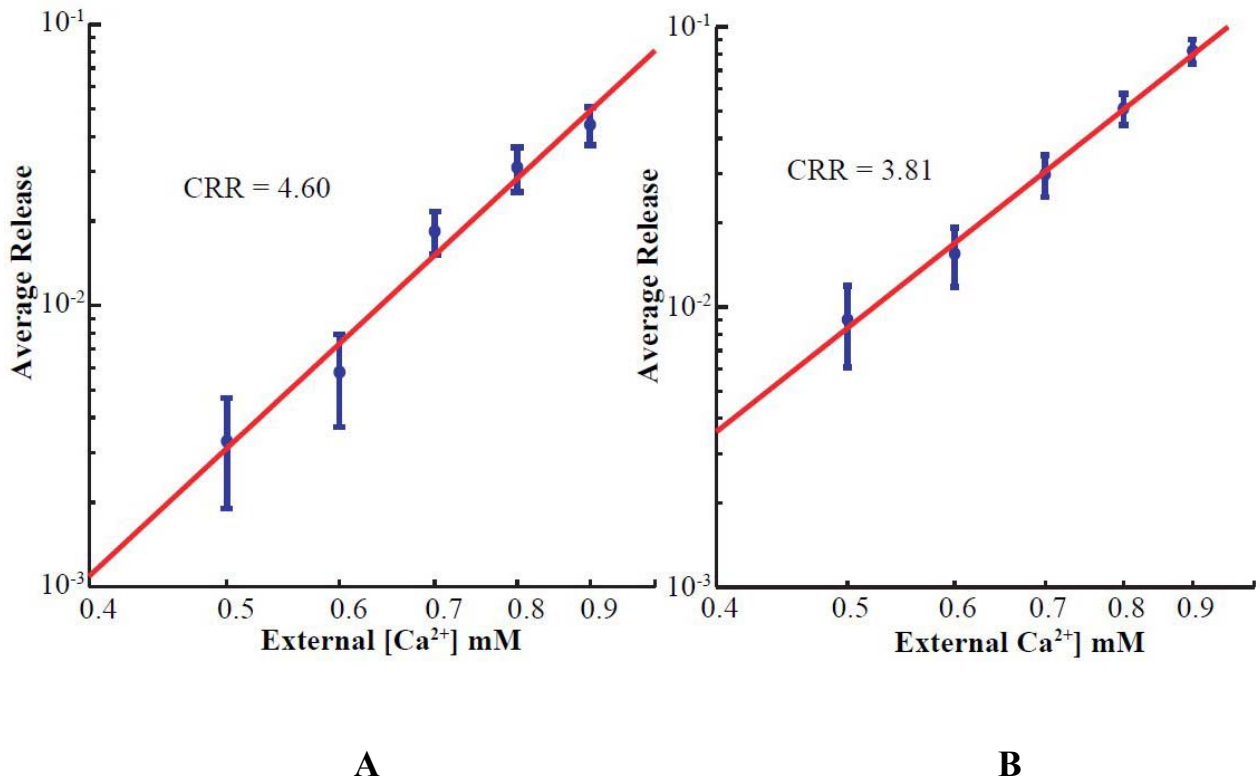 10⁻¹
CRR = 4.60
Average Release
10⁻²
10⁻³
0.4 0.5 0.6 0.7 0.8 0.9
External [Ca²⁺] mM
A
10⁻¹
CRR = 3.81
Average Release
10⁻²
10⁻³
0.4 0.5 0.6 0.7 0.8 0.9
External Ca²⁺] mM
B